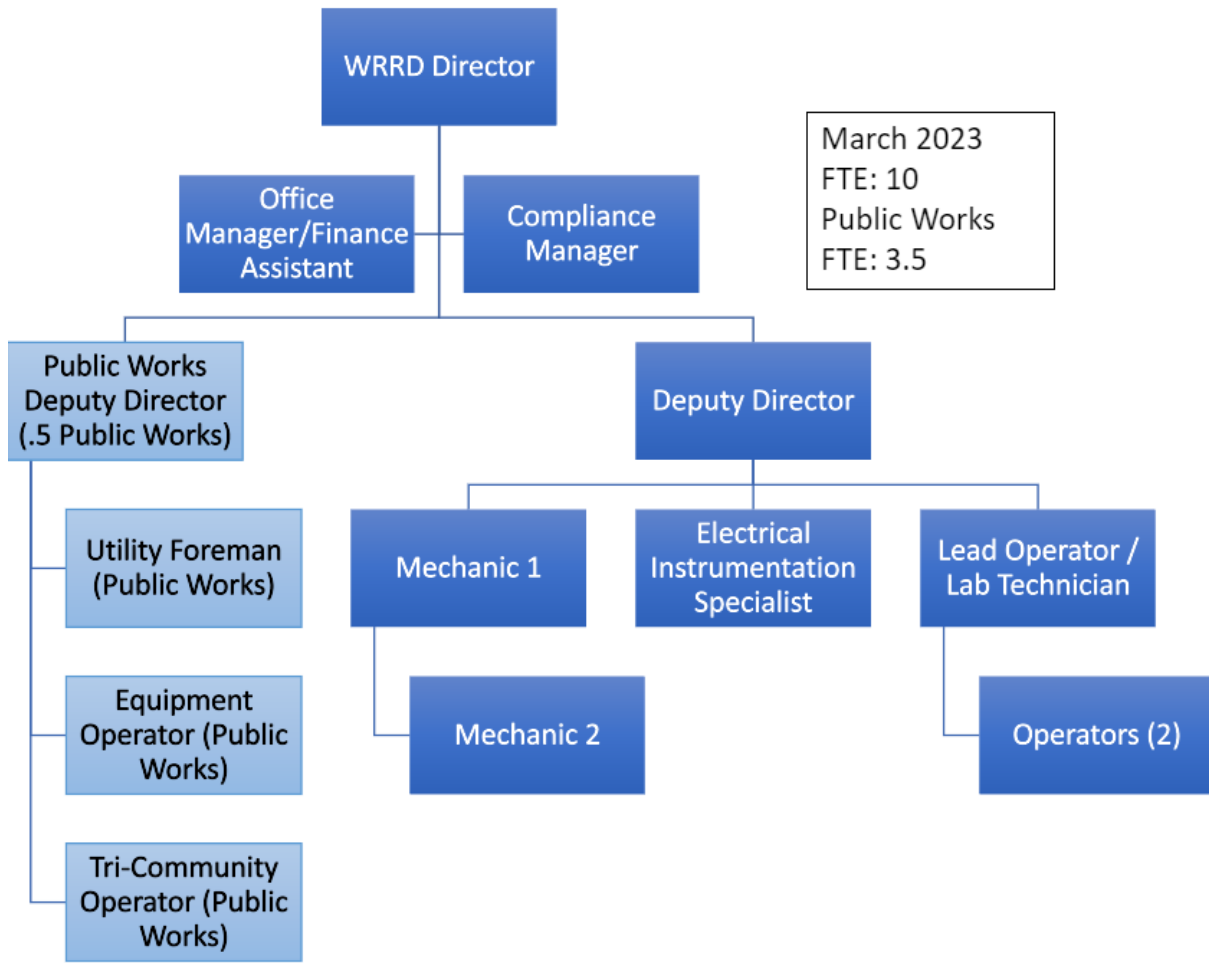 WRRD Director
March 2023
FTE: 10
Public Works
FTE: 3.5
Office
Manager/Finance
Assistant
Compliance
Manager
Public Works
Deputy Director
(.5 Public Works)
Deputy Director
Utility Foreman
(Public Works)
Mechanic 1
Electrical
Instrumentation
Specialist
Lead Operator /
Lab Technician
Equipment
Operator (Public
Works)
Mechanic 2
Operators (2)
Tri-Community
Operator (Public
Works)